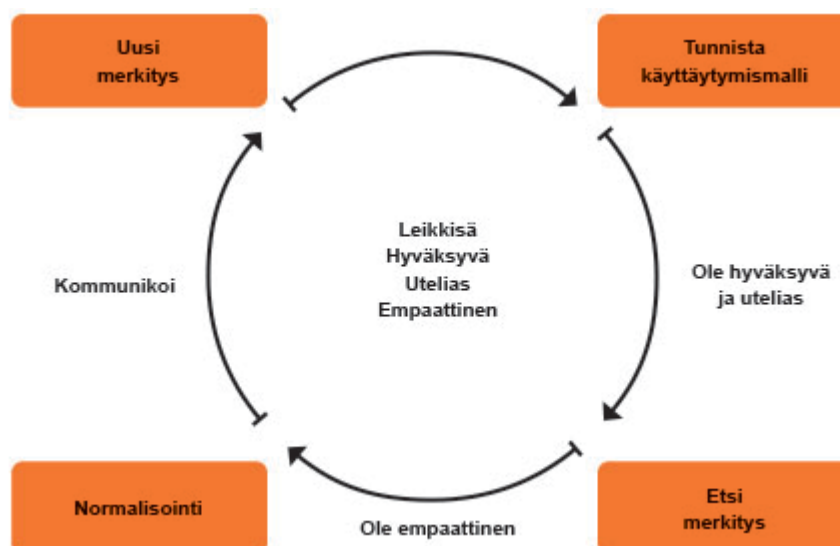 Uusi
merkitys
Tunnista
käyttäytymismalli
Leikkisä
Hyväksyvä
Utelias
Empaattinen
Kommunikoi
Ole hyväksyvä
ja utelias
Normalisointi
Ole empaattinen
Etsi
merkitys